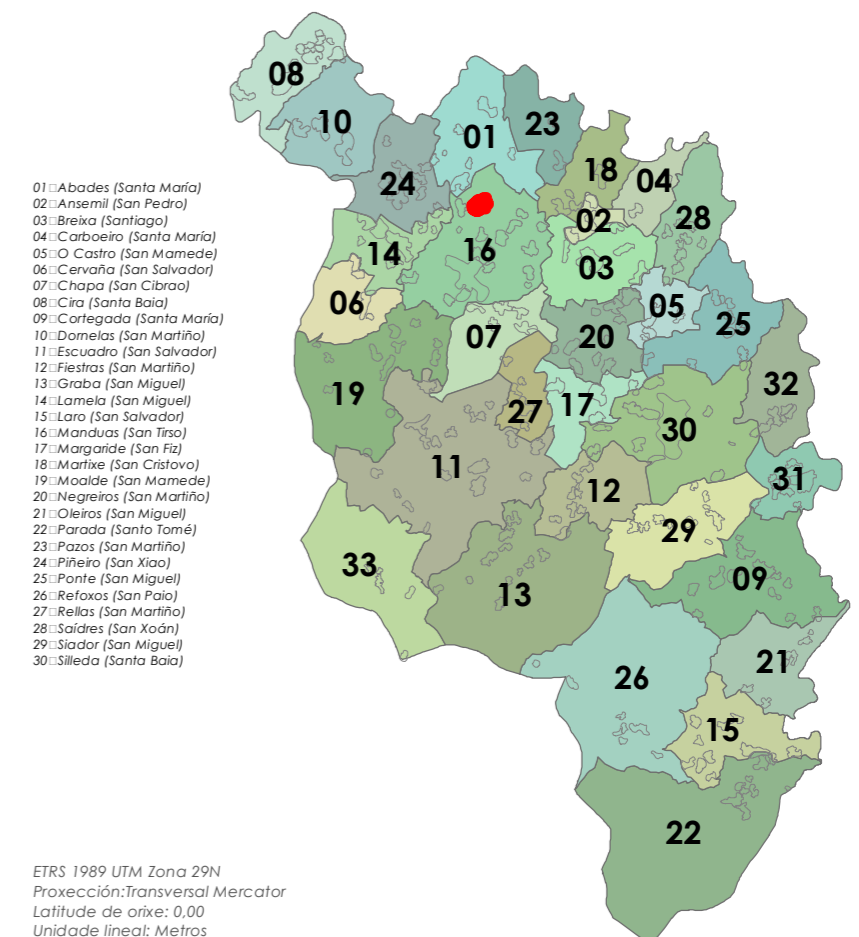 08
10
01
23
18
04
24
02
28
14
16
03
06
05
07
20
25
19
27
17
32
30
11
12
31
29
33
13
09
26
21
15
22
01□Abades (Santa María)
02□Ansemil (San Pedro)
03□Breixa (Santiago)
04□Carboeiro (Santa María)
05□O Castro (San Mamede)
06□Cervaña (San Salvador)
07□Chapa (San Cibrao)
08□Cira (Santa Baia)
09□Cortegada (Santa María)
10□Dornelas (San Martiño)
11□Escuadro (San Salvador)
12□Fiestras (San Martiño)
13□Graba (San Miguel)
14□Lamela (San Miguel)
15□Laro (San Salvador)
16□Manduas (San Tirso)
17□Margaride (San Fiz)
18□Martixe (San Cristovo)
19□Moalde (San Mamede)
20□Negreiros (San Martiño)
21□Oleiros (San Miguel)
22□Parada (Santo Tomé)
23□Pazos (San Martiño)
24□Piñeiro (San Xiao)
25□Ponte (San Miguel)
26□Refoxos (San Paio)
27□Rellas (San Martiño)
28□Saídres (San Xoán)
29□Siador (San Miguel)
30□Silleda (Santa Baia)
ETRS 1989 UTM Zona 29N
Proxección:Transversal Mercator
Latitude de orixe: 0,00
Unidade lineal: Metros